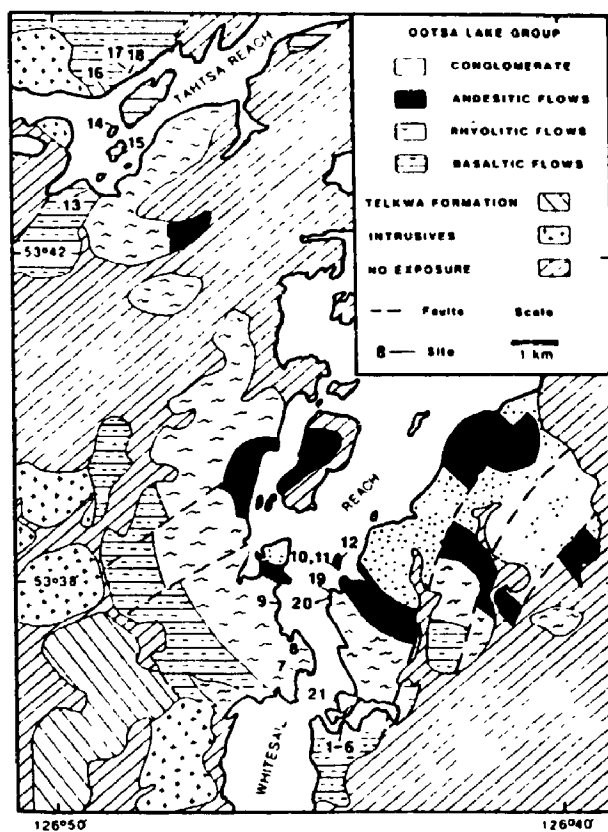 OOTSA LAKE GROUP
CONGLOMERATE
ANDESITIC FLOWS
RHYOLITIC FLOWS
BASALTIC FLOWS
TELKWA FORMATION
INTRUSIVES
NO EXPOSURE
Faults Scale
8 Site 1 km
17 18
16
TAHTSA REACH
14
15
13
53°42'
REACH
12
10,11
53°38'
19
9
20
8
7
21
WHITESAIL
1-6
126°50' 126°40'